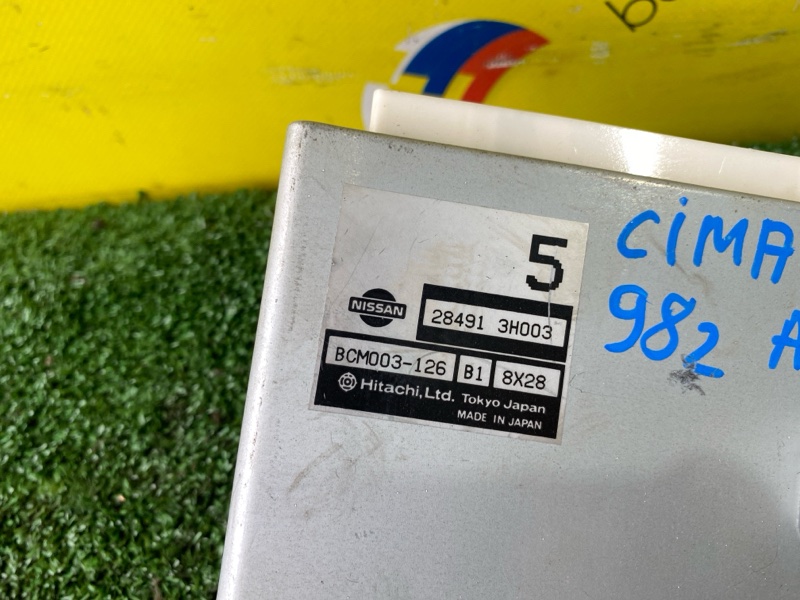 5
NISSAN
28491 3H003
BCM003-126 B1 8X28
Hitachi, Ltd. Tokyo Japan
MADE IN JAPAN
CiMA
982